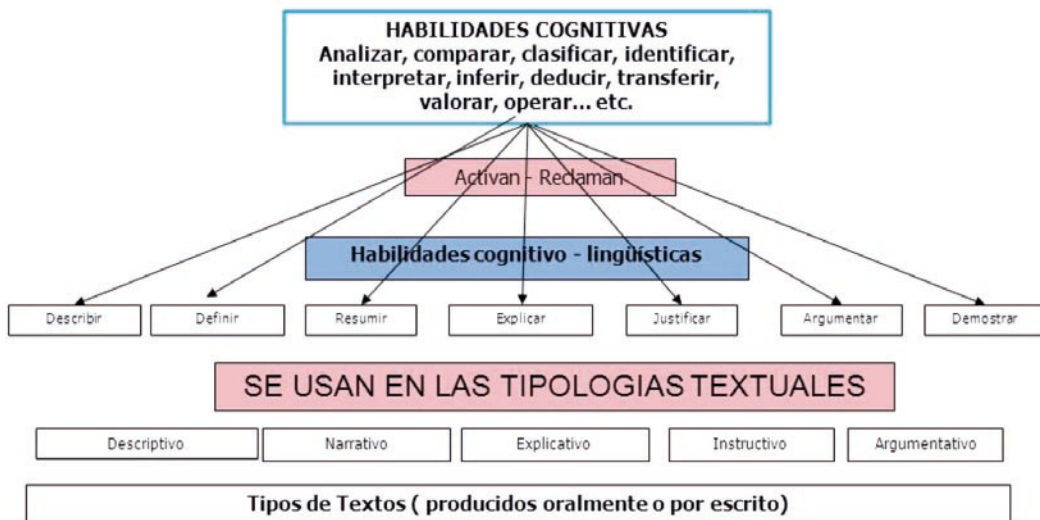 HABILIDADES COGNITIVAS
Analizar, comparar, clasificar, identificar,
interpretar, inferir, deducir, transferir,
valorar, operar... etc.
Activan - Reclaman
Habilidades cognitivo - lingüísticas
Describir
Definir
Resumir
Explicar
Justificar
Argumentar
Demostrar
SE USAN EN LAS TIPOLOGIAS TEXTUALES
Descriptivo
Narrativo
Explicativo
Instructivo
Argumentativo
Tipos de Textos ( producidos oralmente o por escrito)